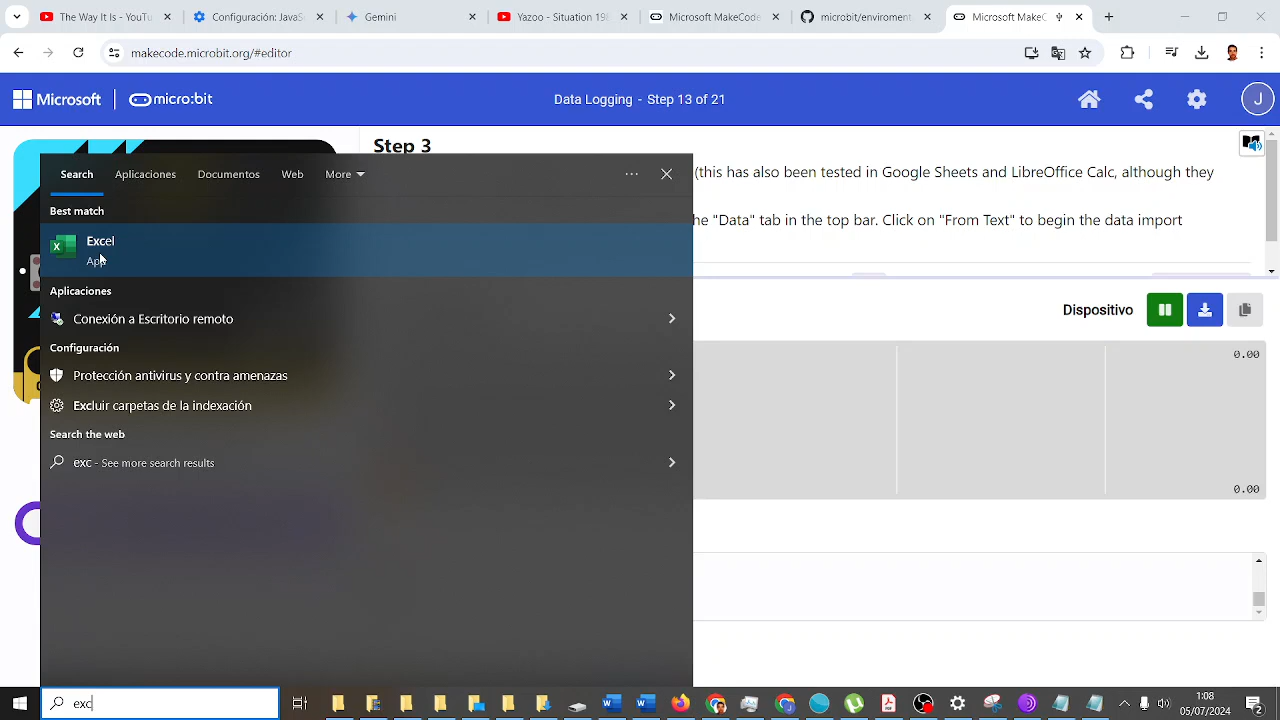 The Way It Is - YouTu
Configuración: JavaS
Gemini
Yazoo - Situation 198
Microsoft MakeCo
microbit/enviroment
Microsoft MakeC
makecode.microbit.org/#editor
Microsoft
micro:bit
Data Logging - Step 13 of 21
J
Step 3
(this has also been tested in Google Sheets and LibreOffice Calc, although they
he "Data" tab in the top bar. Click on "From Text" to begin the data import
Search
Aplicaciones
Documentos
Web
More
Best match
Excel
App
Aplicaciones
Conexión a Escritorio remoto
Configuración
Protección antivirus y contra amenazas
Excluir carpetas de la indexación
Search the web
exc - See more search results
Dispositivo
0.00
0.00
exc
1:08
05/07/2024
2